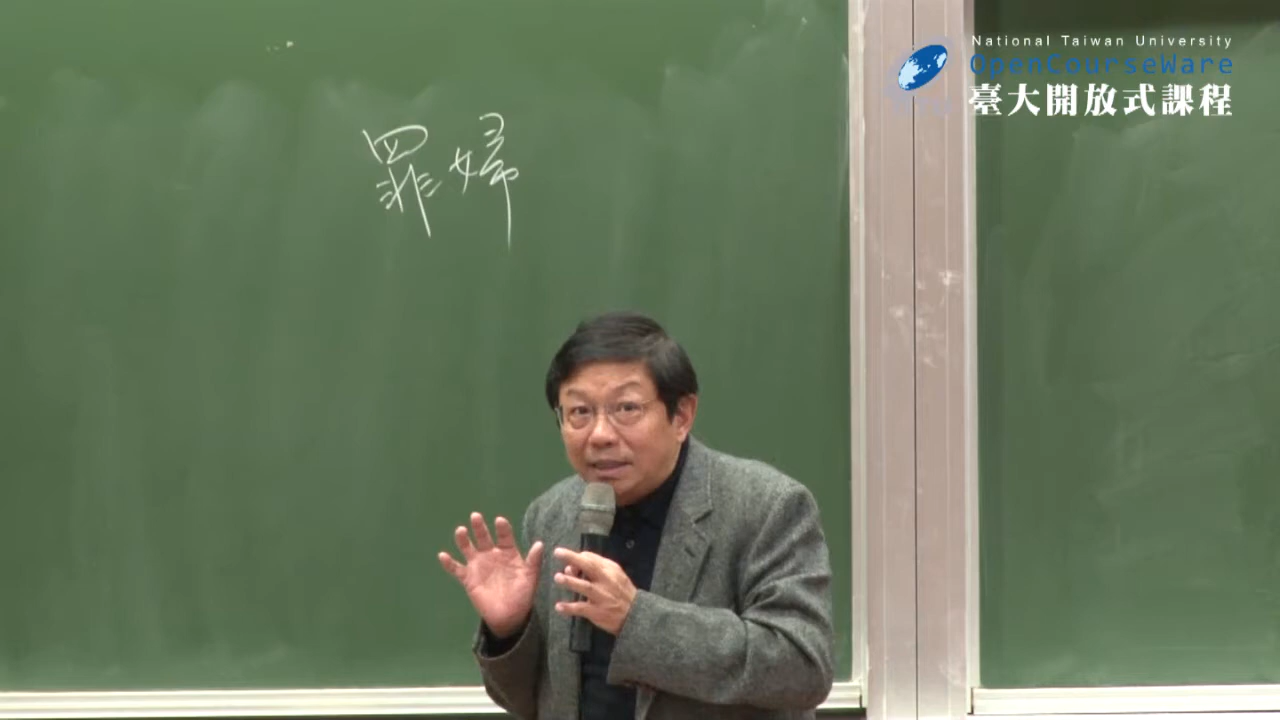 National Taiwan University
OpenCourseWare
臺大開放式課程
罪婦